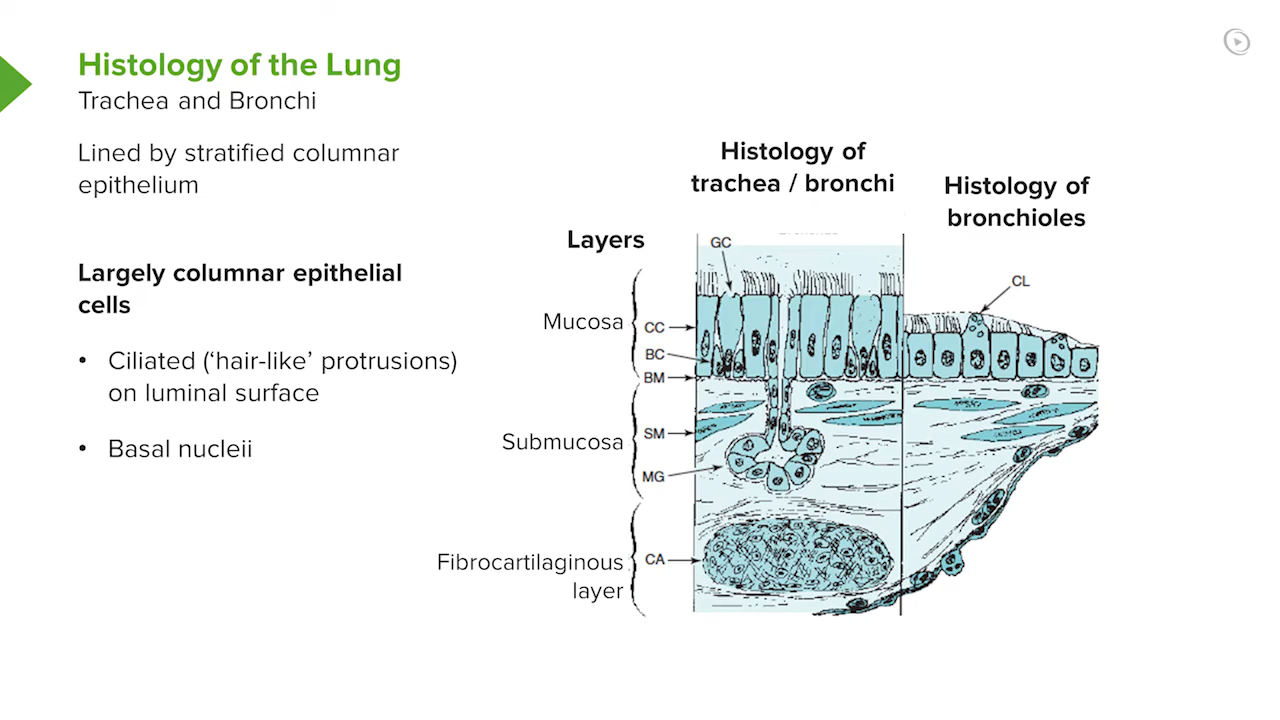 Histology of the Lung
Trachea and Bronchi
Lined by stratified columnar
epithelium
Largely columnar epithelial
cells
• Ciliated (‘hair-like’ protrusions)
on luminal surface
• Basal nucleii
Histology of
trachea / bronchi
Histology of
bronchioles
Layers
GC
CL
Mucosa
CC
BC
BM
Submucosa
SM
MG
Fibrocartilaginous
layer
CA